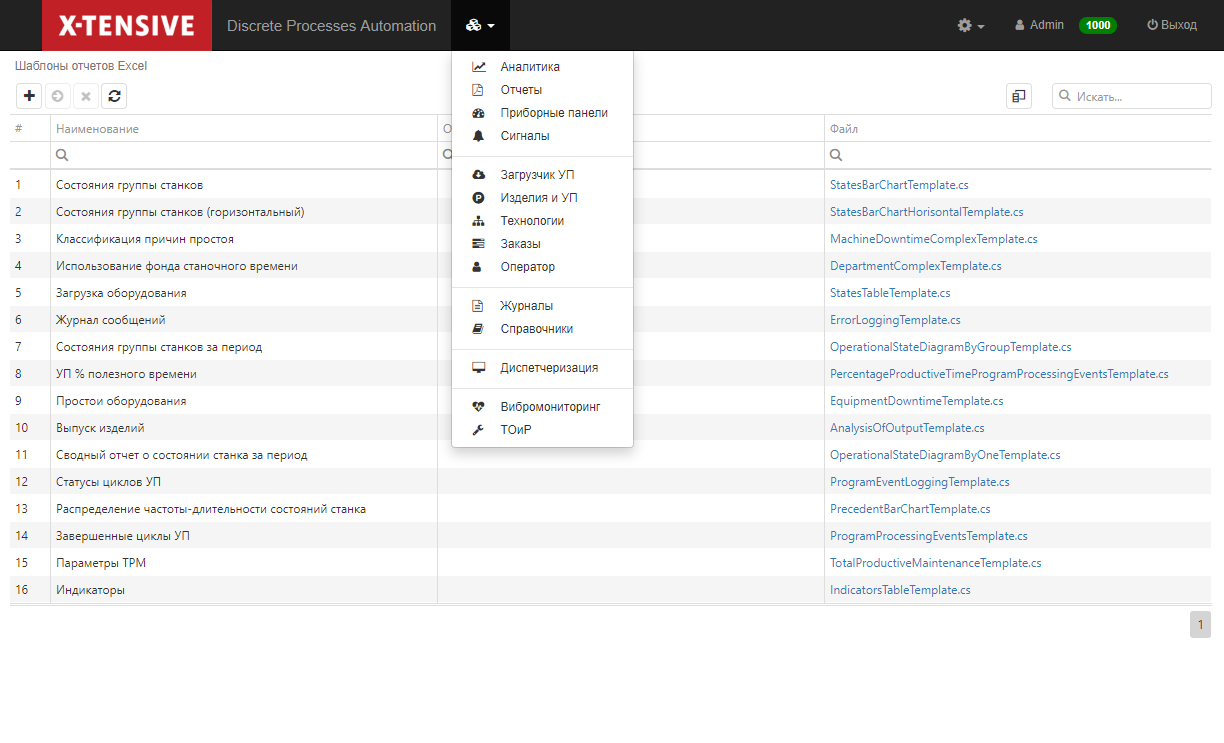 X-TENSIVE Discrete Processes Automation Admin 1000 Выход
Шаблоны отчетов Excel
Искать...
# Наименование О Файл
1 Состояния группы станков StatesBarChartTemplate.cs
2 Состояния группы станков (горизонтальный) StatesBarChartHorisontalTemplate.cs
3 Классификация причин простоя MachineDowntimeComplexTemplate.cs
4 Использование фонда станочного времени DepartmentComplexTemplate.cs
5 Загрузка оборудования StatesTableTemplate.cs
6 Журнал сообщений ErrorLoggingTemplate.cs
7 Состояния группы станков за период OperationalStateDiagramByGroupTemplate.cs
8 УП % полезного времени PercentageProductiveTimeProgramProcessingEventsTemplate.cs
9 Простои оборудования EquipmentDowntimeTemplate.cs
10 Выпуск изделий AnalysisOfOutputTemplate.cs
11 Сводный отчет о состоянии станка за период OperationalStateDiagramByOneTemplate.cs
12 Статусы циклов УП ProgramEventLoggingTemplate.cs
13 Распределение частоты-длительности состояний станка PrecedentBarChartTemplate.cs
14 Завершенные циклы УП ProgramProcessingEventsTemplate.cs
15 Параметры ТРМ TotalProductiveMaintenanceTemplate.cs
16 Индикаторы IndicatorsTableTemplate.cs
1
Аналитика
Отчеты
Приборные панели
Сигналы
Загрузчик УП
Изделия и УП
Технологии
Заказы
Оператор
Журналы
Справочники
Диспетчеризация
Вибромониторинг
ТОиР